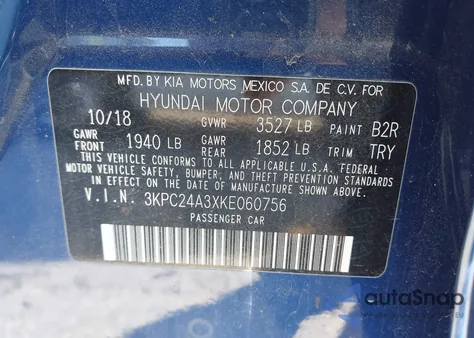 MFD. BY KIA MOTORS MEXICO S.A. DE C.V. FOR
HYUNDAI MOTOR COMPANY
10/18 GVWR 3527 LB PAINT B2R
GAWR FRONT 1940 LB GAWR REAR 1852 LB TRIM TRY
THIS VEHICLE CONFORMS TO ALL APPLICABLE U.S.A. FEDERAL
MOTOR VEHICLE SAFETY, BUMPER, AND THEFT PREVENTION STANDARDS
IN EFFECT ON THE DATE OF MANUFACTURE SHOWN ABOVE.
V.I.N. 3KPC24A3XKE060756
PASSENGER CAR
AutoSnap